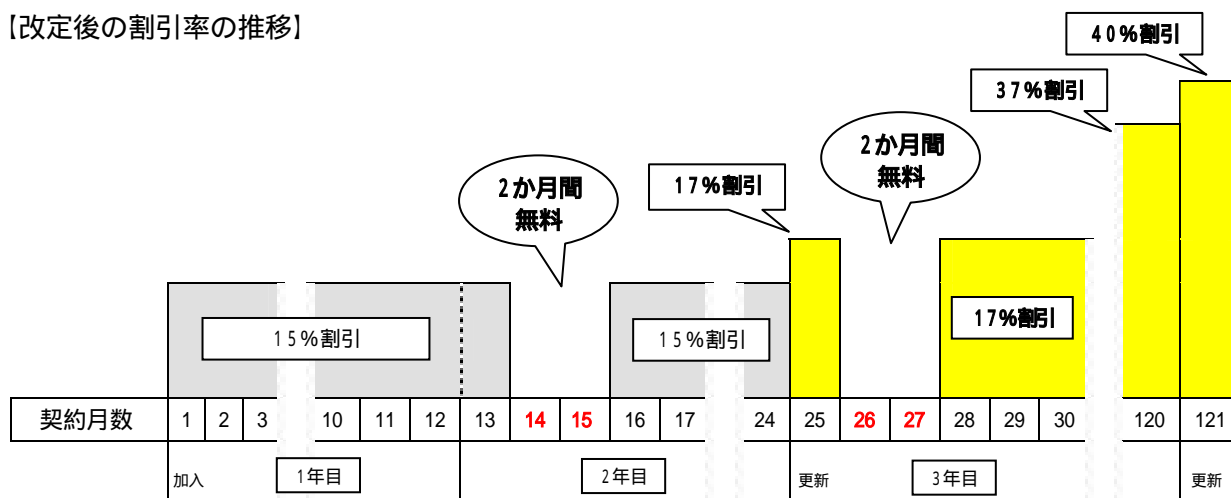 【改定後の割引率の推移】
40%割引
37%割引
2か月間
無料
2か月間
無料
17%割引
15%割引
15%割引
17%割引
契約月数 1 2 3 10 11 12 13 14 15 16 17 24 25 26 27 28 29 30 120 121
加入 1年目 2年目 更新 3年目 更新